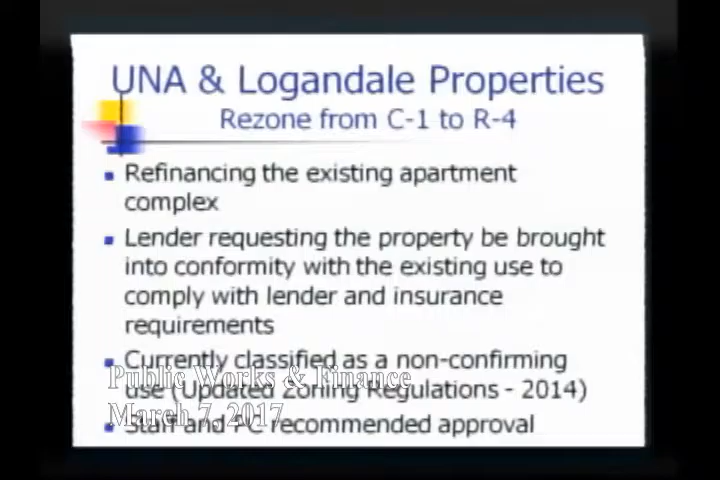 UNA & Logandale Properties
Rezone from C-1 to R-4
Refinancing the existing apartment
complex
Lender requesting the property be brought
into conformity with the existing use to
comply with lender and insurance
requirements
Currently classified as a non-confirming
Public Works & Finance
use (Updated Zoning Regulations - 2014)
March 7, 2017
Staff and PC recommended approval